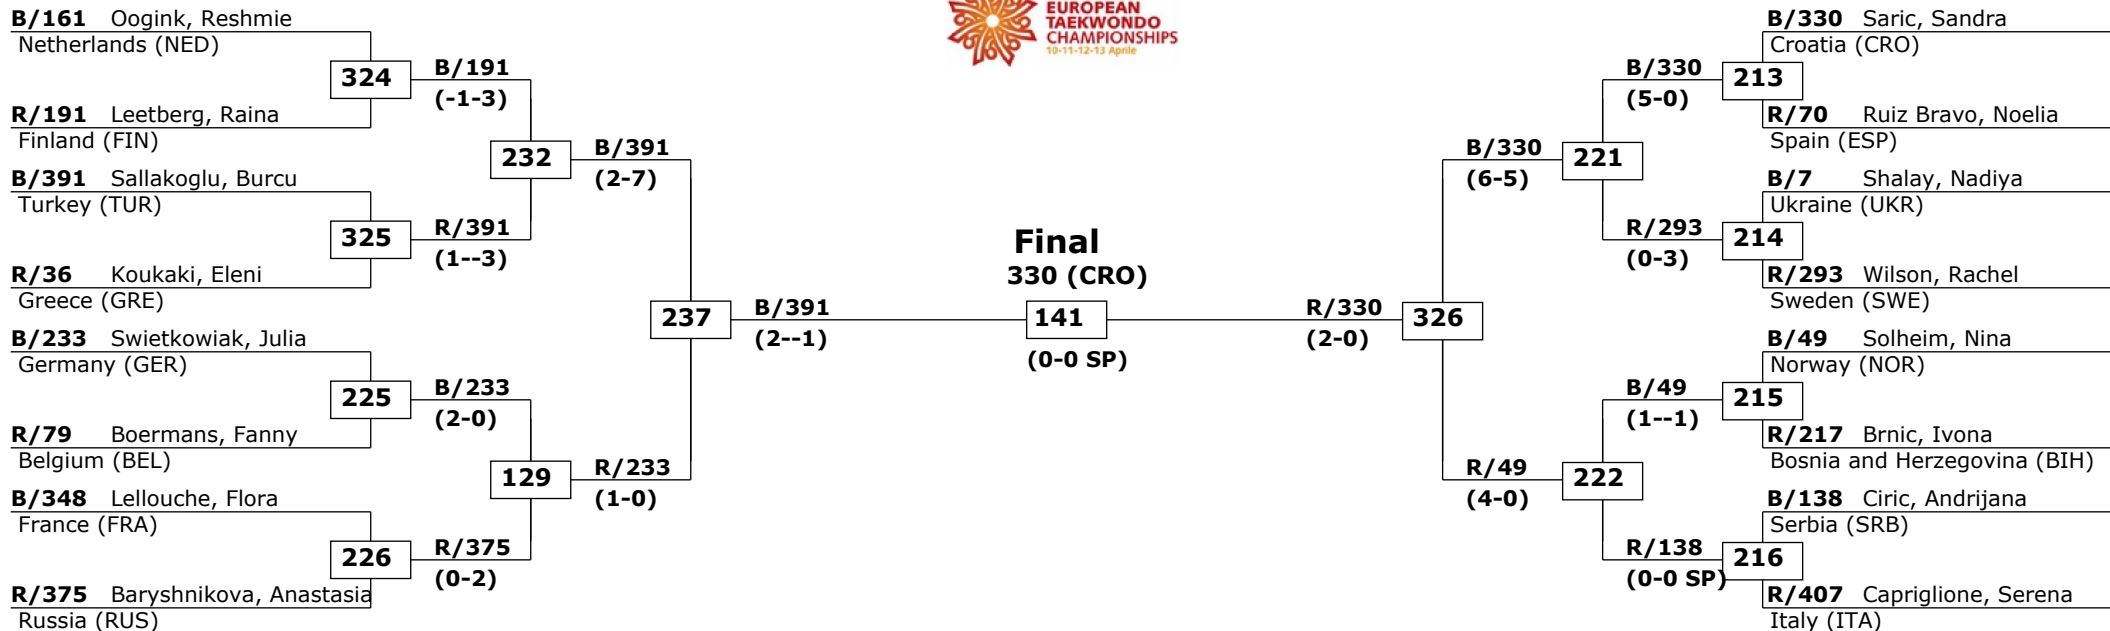 EUROPEAN
TAEKWONDO
CHAMPIONSHIPS
10-11-12-13 Aprile
B/161 Oogink, Reshmie
Netherlands (NED)
324
B/191
(-1-3)
R/191 Leetberg, Raina
Finland (FIN)
232
B/391
(2-7)
B/391 Sallakoglu, Burcu
Turkey (TUR)
325
R/391
(1--3)
R/36 Koukaki, Eleni
Greece (GRE)
237
B/391
(2--1)
B/233 Swietkowiak, Julia
Germany (GER)
225
B/233
(2-0)
R/79 Boermans, Fanny
Belgium (BEL)
129
R/233
(1-0)
B/348 Lellouche, Flora
France (FRA)
226
R/375
(0-2)
R/375 Baryshnikova, Anastasia
Russia (RUS)
Final
330 (CRO)
141
(0-0 SP)
B/330 Saric, Sandra
Croatia (CRO)
B/330
(5-0)
213
R/70 Ruiz Bravo, Noelia
Spain (ESP)
B/330
(6-5)
221
B/7 Shalay, Nadiya
Ukraine (UKR)
R/293
(0-3)
214
R/293 Wilson, Rachel
Sweden (SWE)
R/330
(2-0)
326
B/49 Solheim, Nina
Norway (NOR)
B/49
(1--1)
215
R/217 Brnic, Ivona
Bosnia and Herzegovina (BIH)
R/49
(4-0)
222
B/138 Ciric, Andrijana
Serbia (SRB)
R/138
(0-0 SP)
216
R/407 Capriglione, Serena
Italy (ITA)